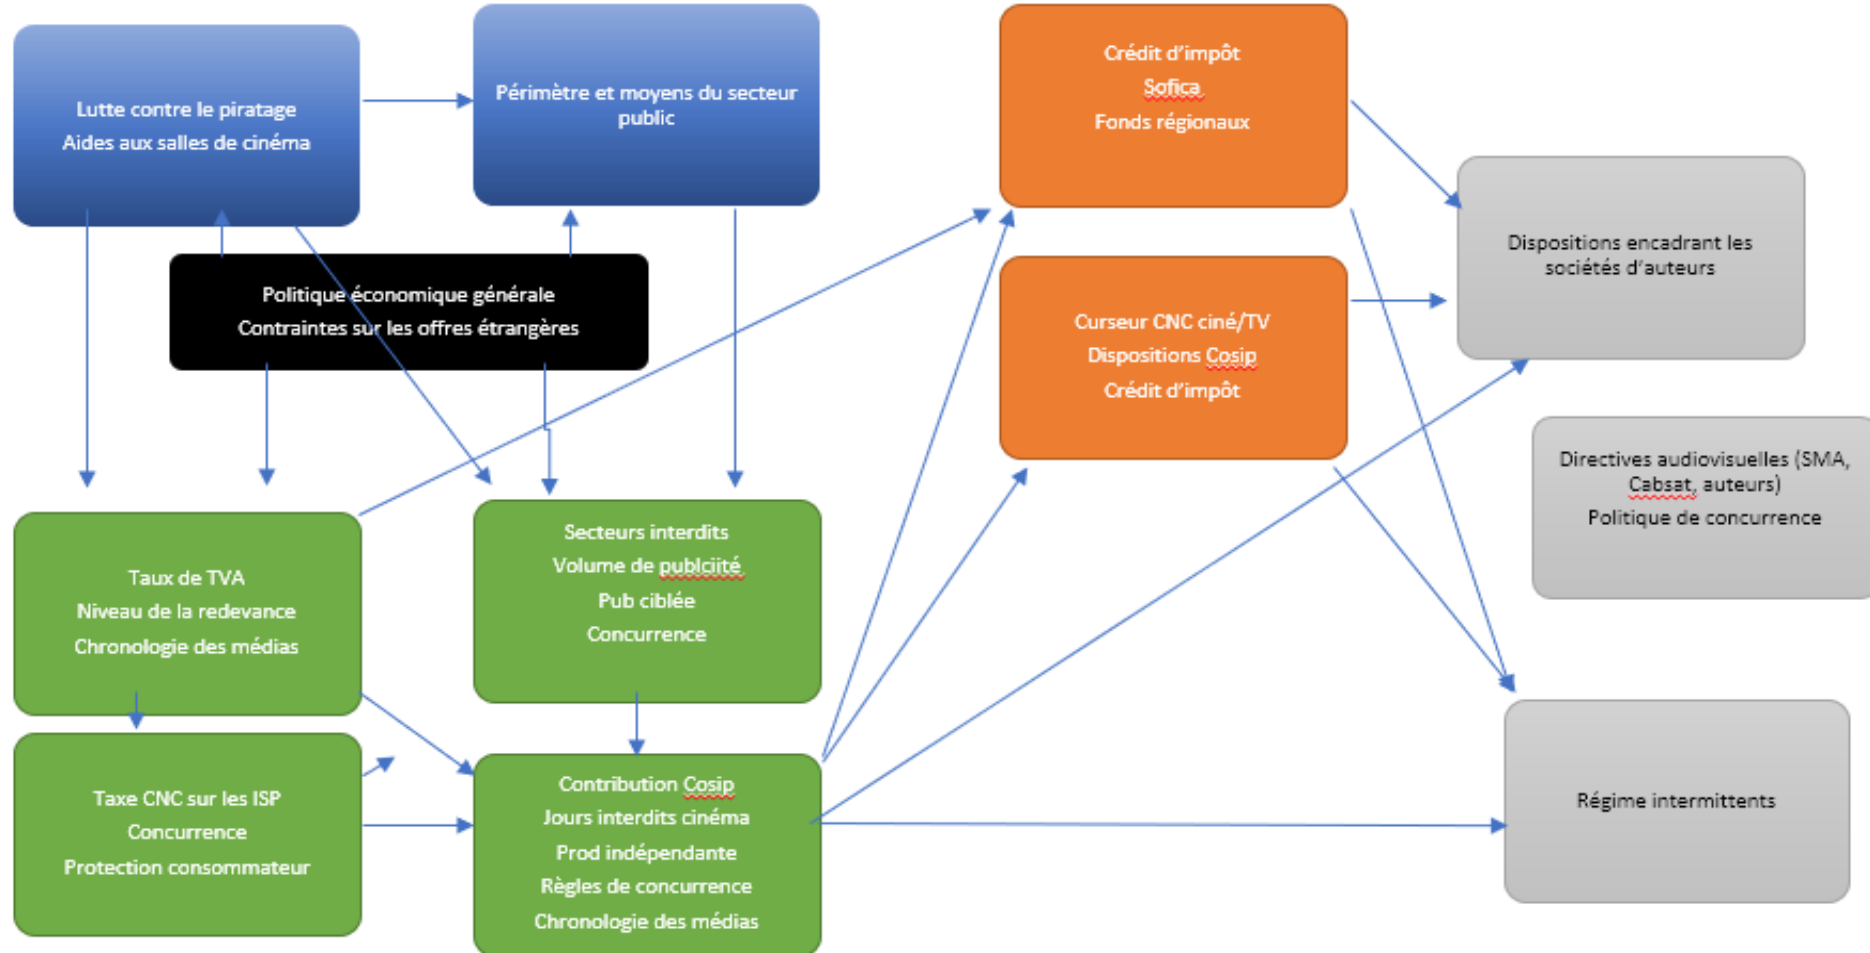 Lutte contre le piratage
Aides aux salles de cinéma
Périmètre et moyens du secteur
public
Crédit d'impôt
Sofica
Fonds régionaux
Dispositions encadrant les
sociétés d'auteurs
Politique économique générale
Contraintes sur les offres étrangères
Curseur CNC ciné/TV
Dispositions Cosip
Crédit d'impôt
Directives audiovisuelles (SMA,
Cabsat, auteurs)
Politique de concurrence
Taux de TVA
Niveau de la redevance
Chronologie des médias
Secteurs interdits
Volume de publciité
Pub ciblée
Concurrence
Taxe CNC sur les ISP
Concurrence
Protection consommateur
Contribution Cosip
Jours interdits cinéma
Prod indépendante
Règles de concurrence
Chronologie des médias
Régime intermittents